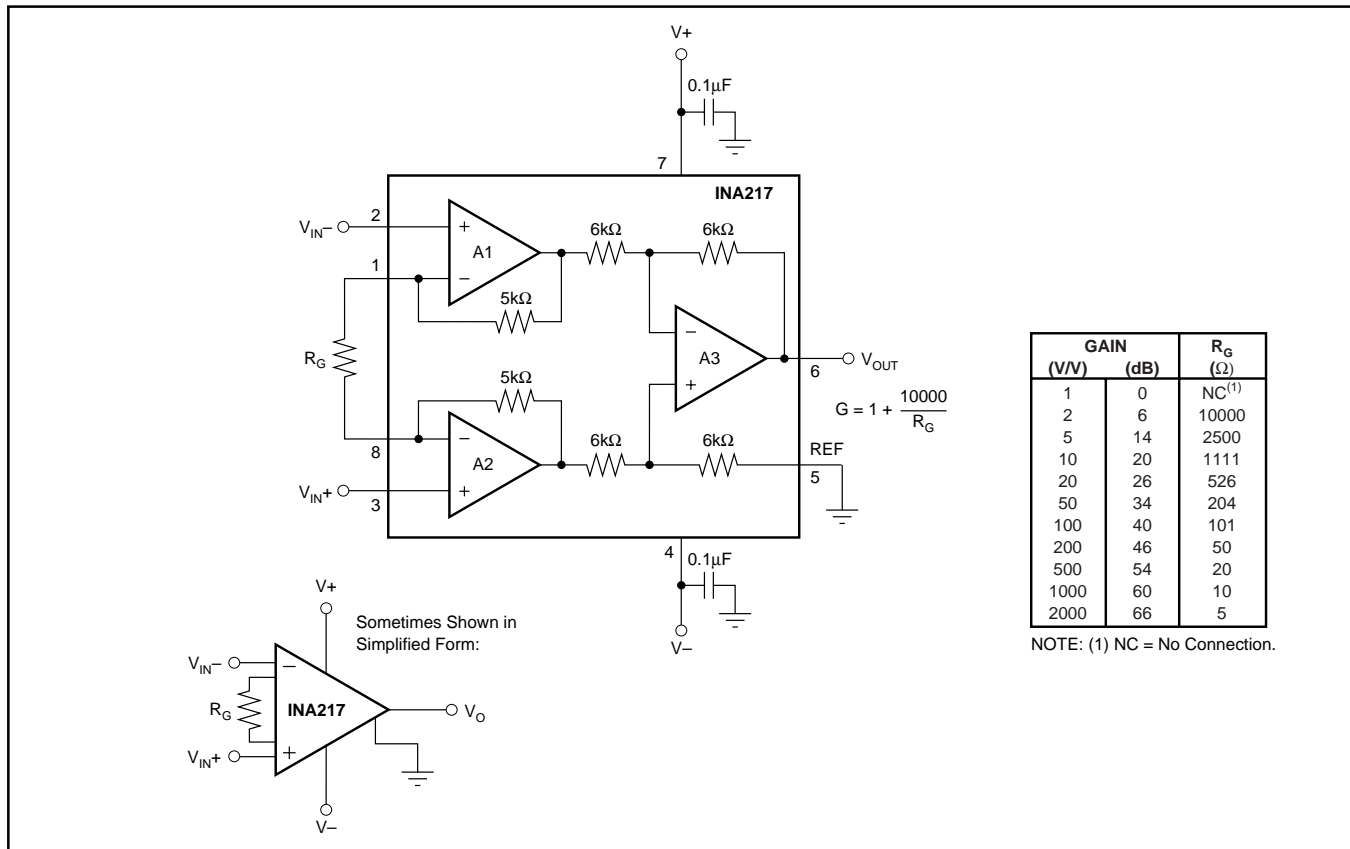 V+
0.1μF
7
INA217
V_IN– 2
+
A1
–
6kΩ
6kΩ
1
5kΩ
R_G
–
A3
+
V_OUT
6
G = 1 + 10000 / R_G
5kΩ
8
–
A2
+
6kΩ
6kΩ
REF
5
V_IN+
3
4
0.1μF
V–
V+
Sometimes Shown in
Simplified Form:
V_IN–
–
R_G
INA217
V_O
V_IN+
+
V–
GAIN R_G
(V/V) (dB) (Ω)
1 0 NC(1)
2 6 10000
5 14 2500
10 20 1111
20 26 526
50 34 204
100 40 101
200 46 50
500 54 20
1000 60 10
2000 66 5
NOTE: (1) NC = No Connection.